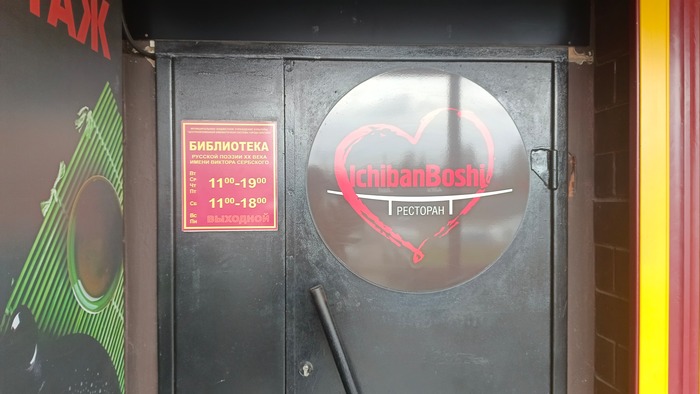 ТАЖ
БИБЛИОТЕКА
РУССКОЙ ПОЭЗИИ XX ВЕКА
ИМЕНИ ВИКТОРА СЕРБСКОГО
Вт
Ср
Чт
Пт
11⁰⁰-19⁰⁰
Сб
11⁰⁰-18⁰⁰
Вс
Пн
ВЫХОДНОЙ
IchibanBoshi
РЕСТОРАН